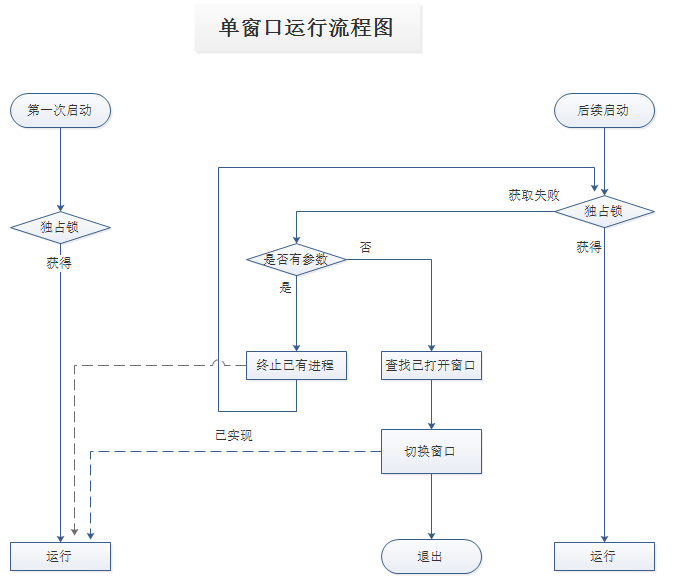 单窗口运行流程图
第一次启动
后续启动
获取失败
独占锁
独占锁
获得
否
获得
是否有参数
是
终止已有进程
查找已打开窗口
已实现
切换窗口
运行
退出
运行